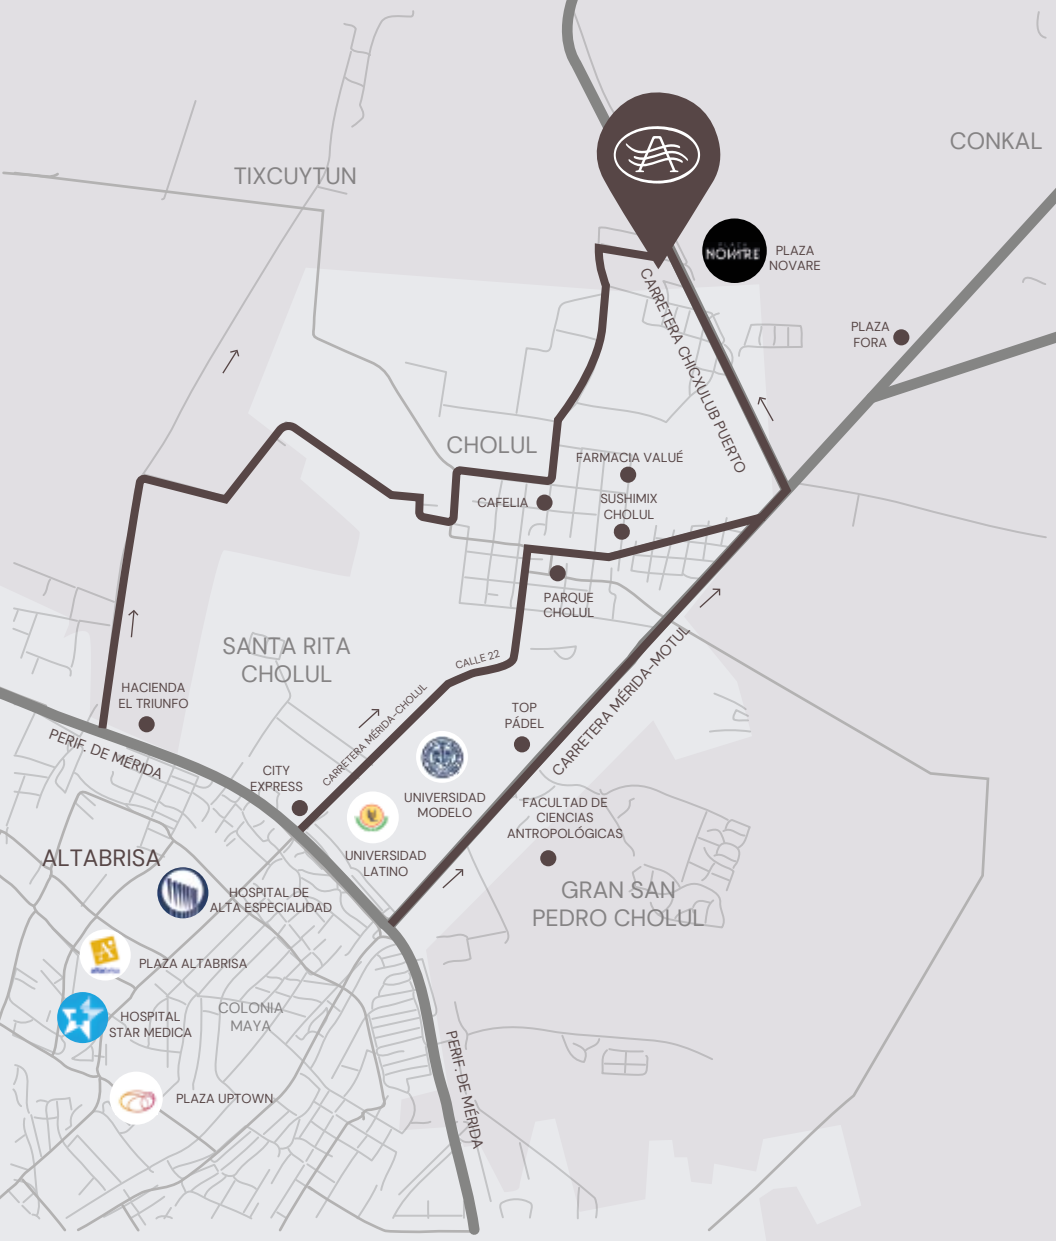 CONKAL
TIXCUYTUN
PLAZA
NOVARE
PLAZA
FORA
CARRETERA CHICXULUB PUERTO
CHOLUL
FARMACIA VALUÉ
CAFELIA
SUSHIMIX
CHOLUL
PARQUE
CHOLUL
SANTA RITA
CHOLUL
CALLE 22
HACIENDA
EL TRIUNFO
CARRETERA MÉRIDA-CHOLUL
CARRETERA MÉRIDA-MOTUL
TOP
PÁDEL
PERIF. DE MÉRIDA
CITY
EXPRESS
UNIVERSIDAD
MODELO
FACULTAD DE
CIENCIAS
ANTROPOLÓGICAS
UNIVERSIDAD
LATINO
ALTABRISA
HOSPITAL DE
ALTA ESPECIALIDAD
GRAN SAN
PEDRO CHOLUL
PLAZA ALTABRISA
COLONIA
MAYA
HOSPITAL
STAR MEDICA
PERIF. DE MÉRIDA
PLAZA UPTOWN